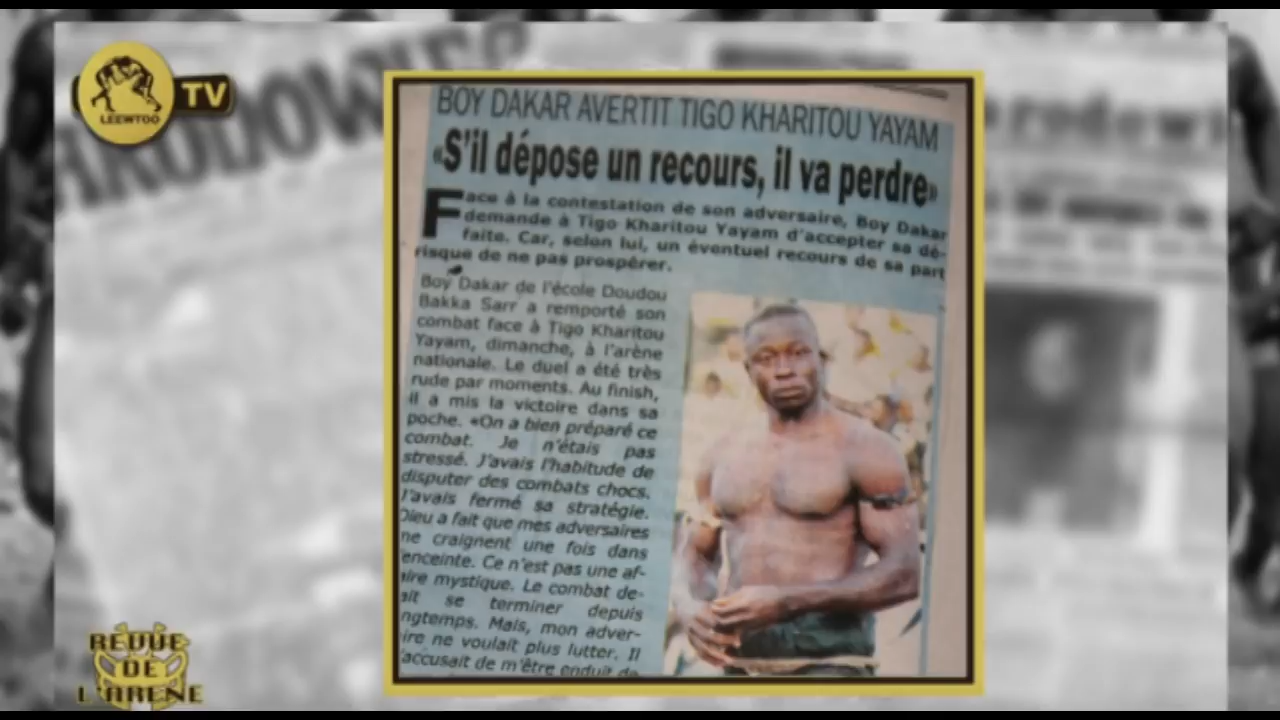 LEEWTOO
TV
BOY DAKAR AVERTIT TIGO KHARITOU YAYAM
«S'il dépose un recours, il va perdre»
Face à la contestation de son adversaire, Boy Dakar
demande à Tigo Kharitou Yayam d'accepter sa dé-
faite. Car, selon lui, un éventuel recours de sa part
risque de ne pas prospérer.
Boy Dakar de l'école Doudou
Bakka Sarr a remporté son
combat face à Tigo Kharitou
Yayam, dimanche, à l'arène
nationale. Le duel a été très
rude par moments. Au finish,
il a mis la victoire dans sa
poche. «On a bien préparé ce
combat. Je n'étais pas
stressé. J'avais l'habitude de
disputer des combats chocs.
J'avais fermé sa stratégie.
Dieu a fait que mes adversaires
me craignent une fois dans
enceinte. Ce n'est pas une af-
aire mystique. Le combat de-
ait se terminer depuis
ngtemps. Mais, mon adver-
ire ne voulait plus lutter. Il
'accusait de m'être enduit de
REVUE
DE
L'ARENE